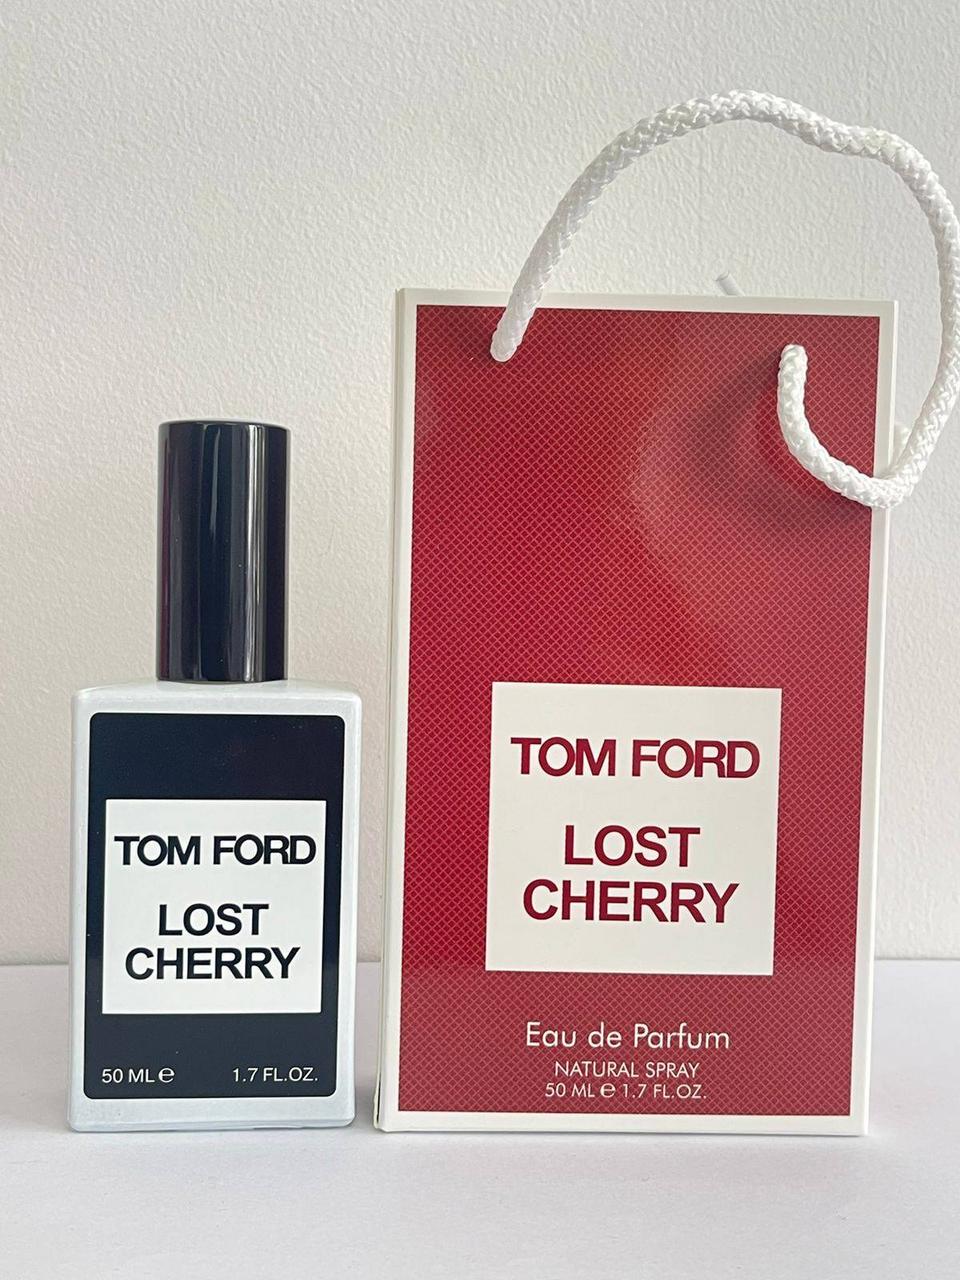 TOM FORD
LOST
CHERRY
50 ML e 1.7 FL.OZ.
TOM FORD
LOST
CHERRY
Eau de Parfum
NATURAL SPRAY
50 ML e 1.7 FL.OZ.